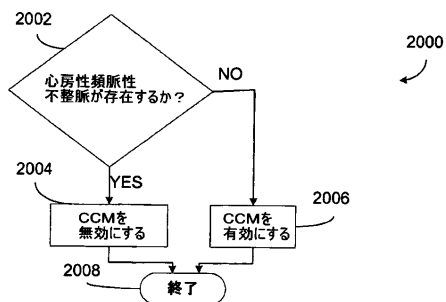 2002
2000
心房性頻脈性
不整脈が存在するか?
NO
2004
YES
CCMを
無効にする
CCMを
有効にする
2006
2008
終了